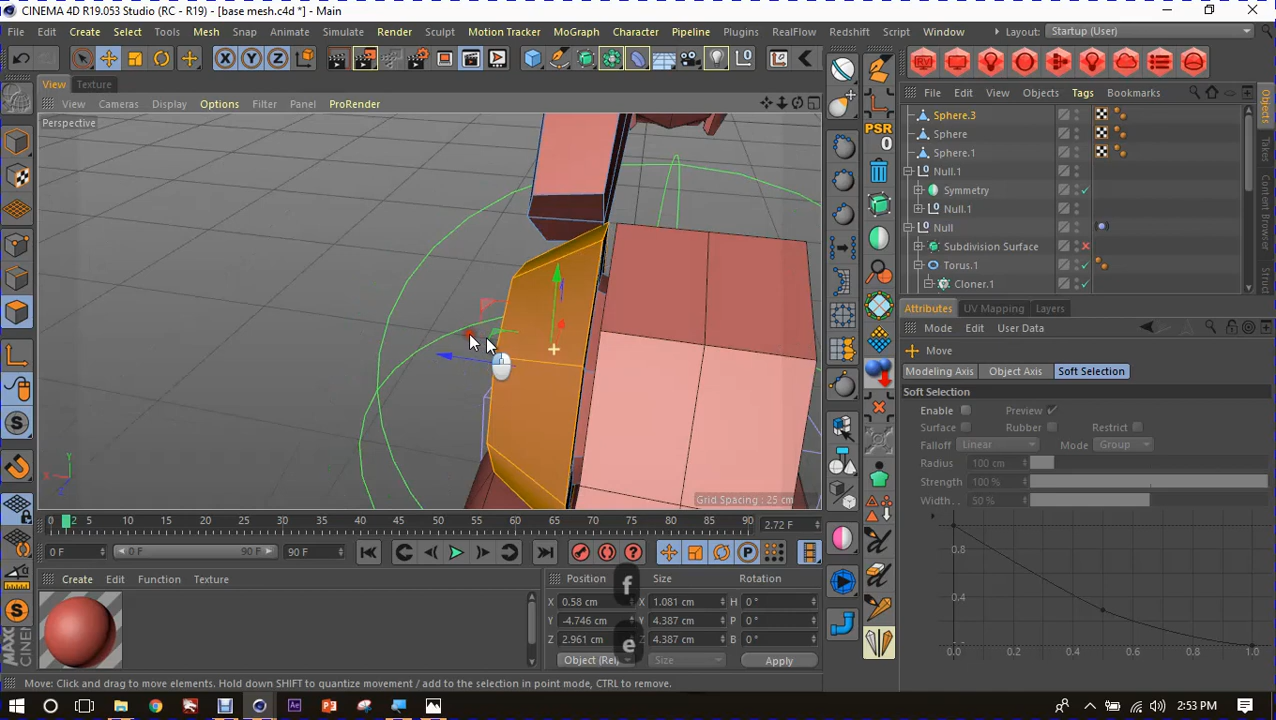 CINEMA 4D R19.053 Studio (RC - R19) - [base mesh.c4d *] - Main
File Edit Create Select Tools Mesh Snap Animate Simulate Render Sculpt Motion Tracker MoGraph Character Pipeline Plugins RealFlow Redshift Script Window Layout: Startup (User)
X Y Z
View Texture
File Edit View Objects Tags Bookmarks
View Cameras Display Options Filter Panel ProRender
Perspective
PSR
0
Sphere.3
Sphere
Sphere.1
Null.1
Symmetry
Null.1
Null
Subdivision Surface
Torus.1
Cloner.1
Objects
Takes
Content Browser
Attributes UV Mapping Layers
Mode Edit User Data
Move
Modeling Axis Object Axis Soft Selection
Soft Selection
Enable Preview
Surface Rubber Restrict
Falloff Linear Mode Group
Radius 100 cm
Strength 100 %
Width . . 50 %
0.8
0.4
0.0 0.2 0.4 0.6 0.8 1.0
Grid Spacing : 25 cm
0 2 5 10 15 20 25 30 35 40 45 50 55 60 65 70 75 80 85 90 2.72 F
0 F 0 F 90 F 90 F
Create Edit Function Texture
Position Size Rotation
X 0.58 cm X 1.081 cm H 0 °
Y -4.746 cm Y 4.387 cm P 0 °
Z 2.961 cm Z 4.387 cm B 0 °
Object (Rel) Size Apply
f
e
MAXON CINEMA 4D
Move: Click and drag to move elements. Hold down SHIFT to quantize movement / add to the selection in point mode, CTRL to remove.
2:53 PM